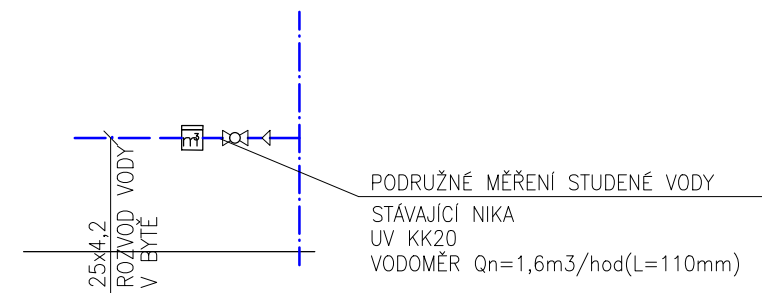 m³
PODRUŽNÉ MĚŘENÍ STUDENÉ VODY
STÁVAJÍCÍ NIKA
UV KK20
VODOMĚR Qn=1,6m3/hod(L=110mm)
25x4,2
ROZVOD VODY
V BYTĚ